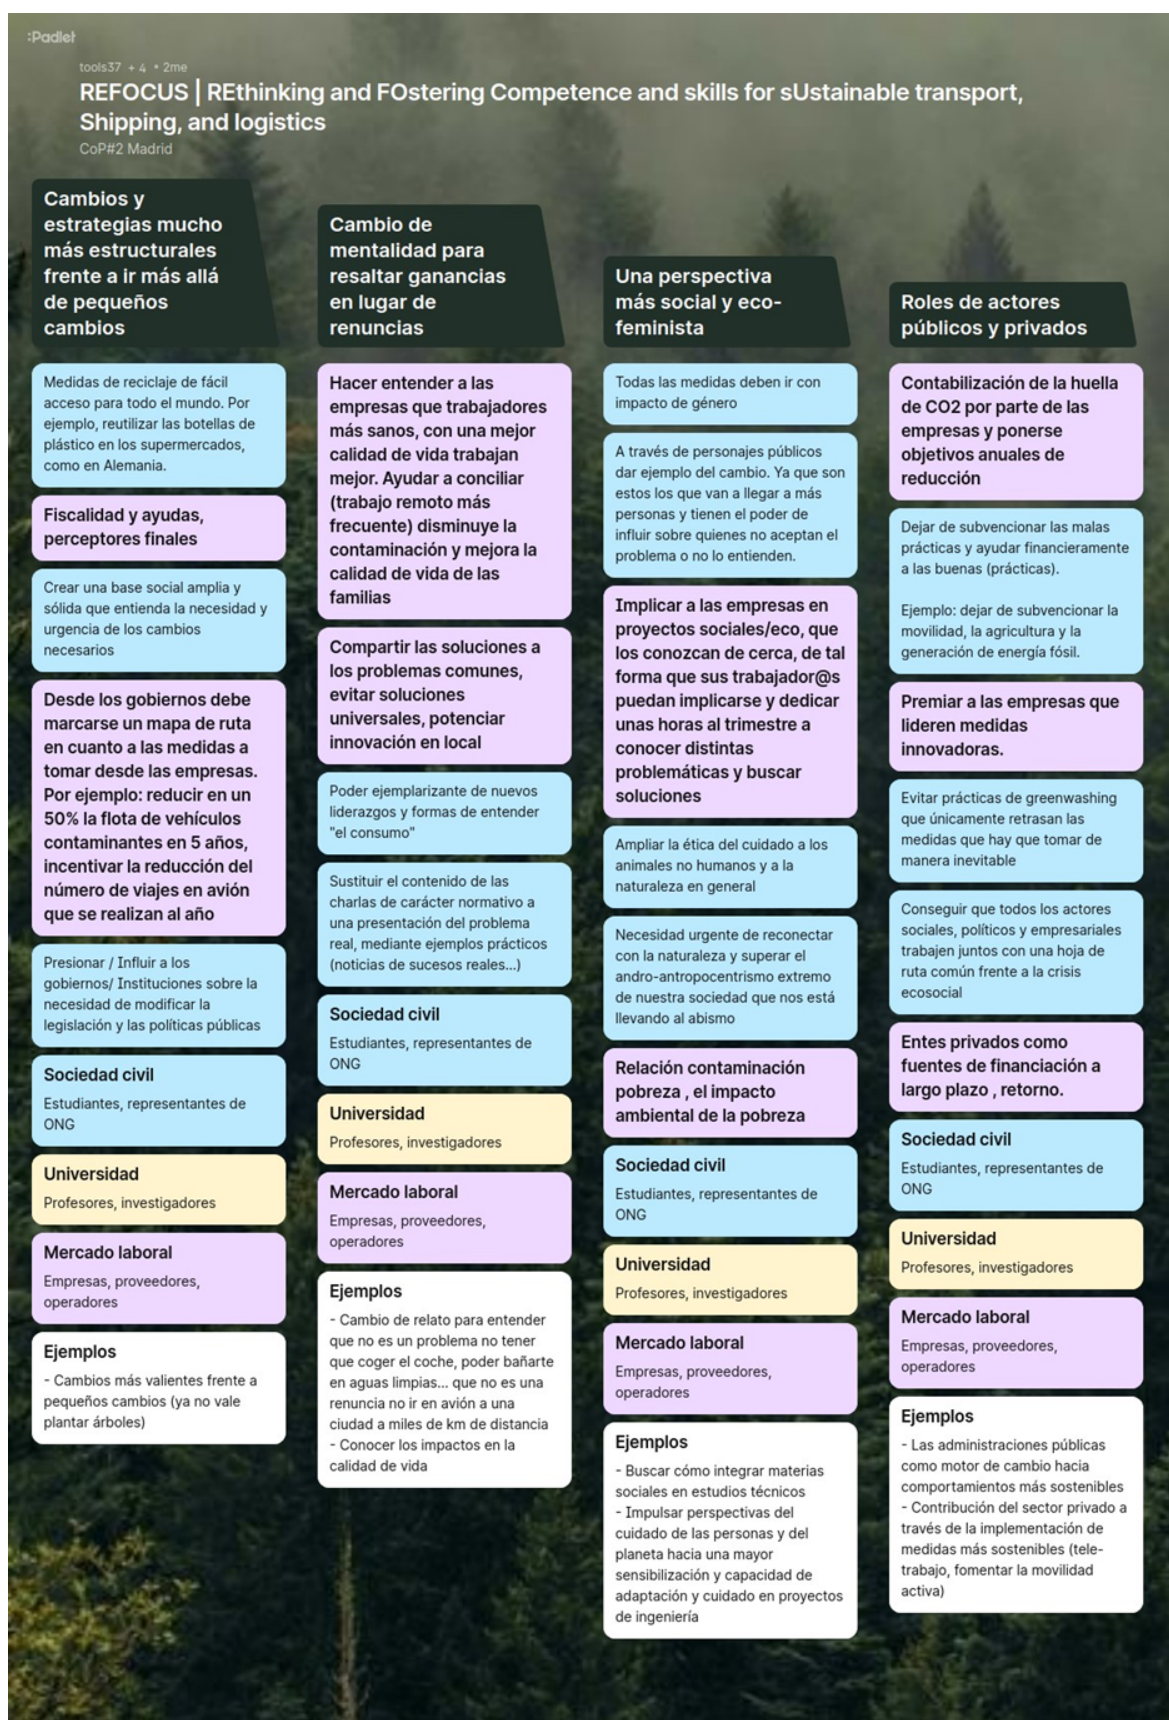 :Padlet
tools37 + 4 • 2me
REFOCUS | REthinking and FOstering Competence and skills for sUstainable transport,
Shipping, and logistics
CoP#2 Madrid
Cambios y
estrategias mucho
más estructurales
frente a ir más allá
de pequeños
cambios
Medidas de reciclaje de fácil
acceso para todo el mundo. Por
ejemplo, reutilizar las botellas de
plástico en los supermercados,
como en Alemania.
Fiscalidad y ayudas,
perceptores finales
Crear una base social amplia y
sólida que entienda la necesidad y
urgencia de los cambios
necesarios
Desde los gobiernos debe
marcarse un mapa de ruta
en cuanto a las medidas a
tomar desde las empresas.
Por ejemplo: reducir en un
50% la flota de vehículos
contaminantes en 5 años,
incentivar la reducción del
número de viajes en avión
que se realizan al año
Presionar / Influir a los
gobiernos/ Instituciones sobre la
necesidad de modificar la
legislación y las políticas públicas
Sociedad civil
Estudiantes, representantes de
ONG
Universidad
Profesores, investigadores
Mercado laboral
Empresas, proveedores,
operadores
Ejemplos
- Cambios más valientes frente a
pequeños cambios (ya no vale
plantar árboles)
Cambio de
mentalidad para
resaltar ganancias
en lugar de
renuncias
Hacer entender a las
empresas que trabajadores
más sanos, con una mejor
calidad de vida trabajan
mejor. Ayudar a conciliar
(trabajo remoto más
frecuente) disminuye la
contaminación y mejora la
calidad de vida de las
familias
Compartir las soluciones a
los problemas comunes,
evitar soluciones
universales, potenciar
innovación en local
Poder ejemplarizante de nuevos
liderazgos y formas de entender
"el consumo"
Sustituir el contenido de las
charlas de carácter normativo a
una presentación del problema
real, mediante ejemplos prácticos
(noticias de sucesos reales...)
Sociedad civil
Estudiantes, representantes de
ONG
Universidad
Profesores, investigadores
Mercado laboral
Empresas, proveedores,
operadores
Ejemplos
- Cambio de relato para entender
que no es un problema no tener
que coger el coche, poder bañarte
en aguas limpias... que no es una
renuncia no ir en avión a una
ciudad a miles de km de distancia
- Conocer los impactos en la
calidad de vida
Una perspectiva
más social y eco-
feminista
Todas las medidas deben ir con
impacto de género
A través de personajes públicos
dar ejemplo del cambio. Ya que son
estos los que van a llegar a más
personas y tienen el poder de
influir sobre quienes no aceptan el
problema o no lo entienden.
Implicar a las empresas en
proyectos sociales/eco, que
los conozcan de cerca, de tal
forma que sus trabajador@s
puedan implicarse y dedicar
unas horas al trimestre a
conocer distintas
problemáticas y buscar
soluciones
Ampliar la ética del cuidado a los
animales no humanos y a la
naturaleza en general
Necesidad urgente de reconectar
con la naturaleza y superar el
andro-antropocentrismo extremo
de nuestra sociedad que nos está
llevando al abismo
Relación contaminación
pobreza , el impacto
ambiental de la pobreza
Sociedad civil
Estudiantes, representantes de
ONG
Universidad
Profesores, investigadores
Mercado laboral
Empresas, proveedores,
operadores
Ejemplos
- Buscar cómo integrar materias
sociales en estudios técnicos
- Impulsar perspectivas del
cuidado de las personas y del
planeta hacia una mayor
sensibilización y capacidad de
adaptación y cuidado en proyectos
de ingeniería
Roles de actores
públicos y privados
Contabilización de la huella
de CO2 por parte de las
empresas y ponerse
objetivos anuales de
reducción
Dejar de subvencionar las malas
prácticas y ayudar financieramente
a las buenas (prácticas).
Ejemplo: dejar de subvencionar la
movilidad, la agricultura y la
generación de energía fósil.
Premiar a las empresas que
lideren medidas
innovadoras.
Evitar prácticas de greenwashing
que únicamente retrasan las
medidas que hay que tomar de
manera inevitable
Conseguir que todos los actores
sociales, políticos y empresariales
trabajen juntos con una hoja de
ruta común frente a la crisis
ecosocial
Entes privados como
fuentes de financiación a
largo plazo , retorno.
Sociedad civil
Estudiantes, representantes de
ONG
Universidad
Profesores, investigadores
Mercado laboral
Empresas, proveedores,
operadores
Ejemplos
- Las administraciones públicas
como motor de cambio hacia
comportamientos más sostenibles
- Contribución del sector privado a
través de la implementación de
medidas más sostenibles (tele-
trabajo, fomentar la movilidad
activa)